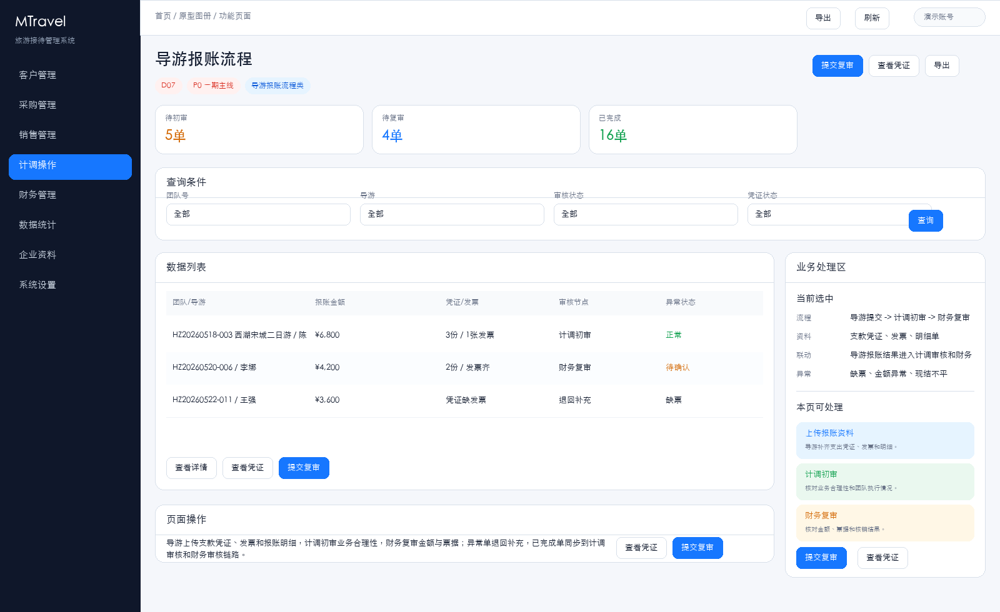 MTravel
旅游接待管理系统
客户管理
采购管理
销售管理
计调操作
财务管理
数据统计
企业资料
系统设置
首页 / 原型图册 / 功能页面
导出
刷新
演示账号
导游报账流程
提交复审
查看凭证
导出
D07
P0 一期主线
导游报账流程类
待初审
5单
待复审
4单
已完成
16单
查询条件
团队号
导游
审核状态
凭证状态
全部
全部
全部
全部
查询
数据列表
团队/导游 报账金额 凭证/发票 审核节点 异常状态
HZ20260518-003 西湖宋城二日游 / 陈 ¥6,800 3份 / 1张发票 计调初审 正常
HZ20260520-006 / 李娜 ¥4,200 2份 / 发票齐 财务复审 待确认
HZ20260522-011 / 王强 ¥3,600 凭证缺发票 退回补充 缺票
查看详情
查看凭证
提交复审
页面操作
导游上传支款凭证、发票和报账明细，计调初审业务合理性，财务复审金额与票据；异常单退回补充，已完成单同步到计调
审核和财务审核链路。
查看凭证
提交复审
业务处理区
当前选中
流程 导游提交 -> 计调初审 -> 财务复审
资料 支款凭证、发票、明细单
联动 导游报账结果进入计调审核和财务
异常 缺票、金额异常、现结不平
本页可处理
上传报账资料
导游补齐支出凭证、发票和明细。
计调初审
核对业务合理性和团队执行情况。
财务复审
核对金额、票据和核销结果。
提交复审
查看凭证